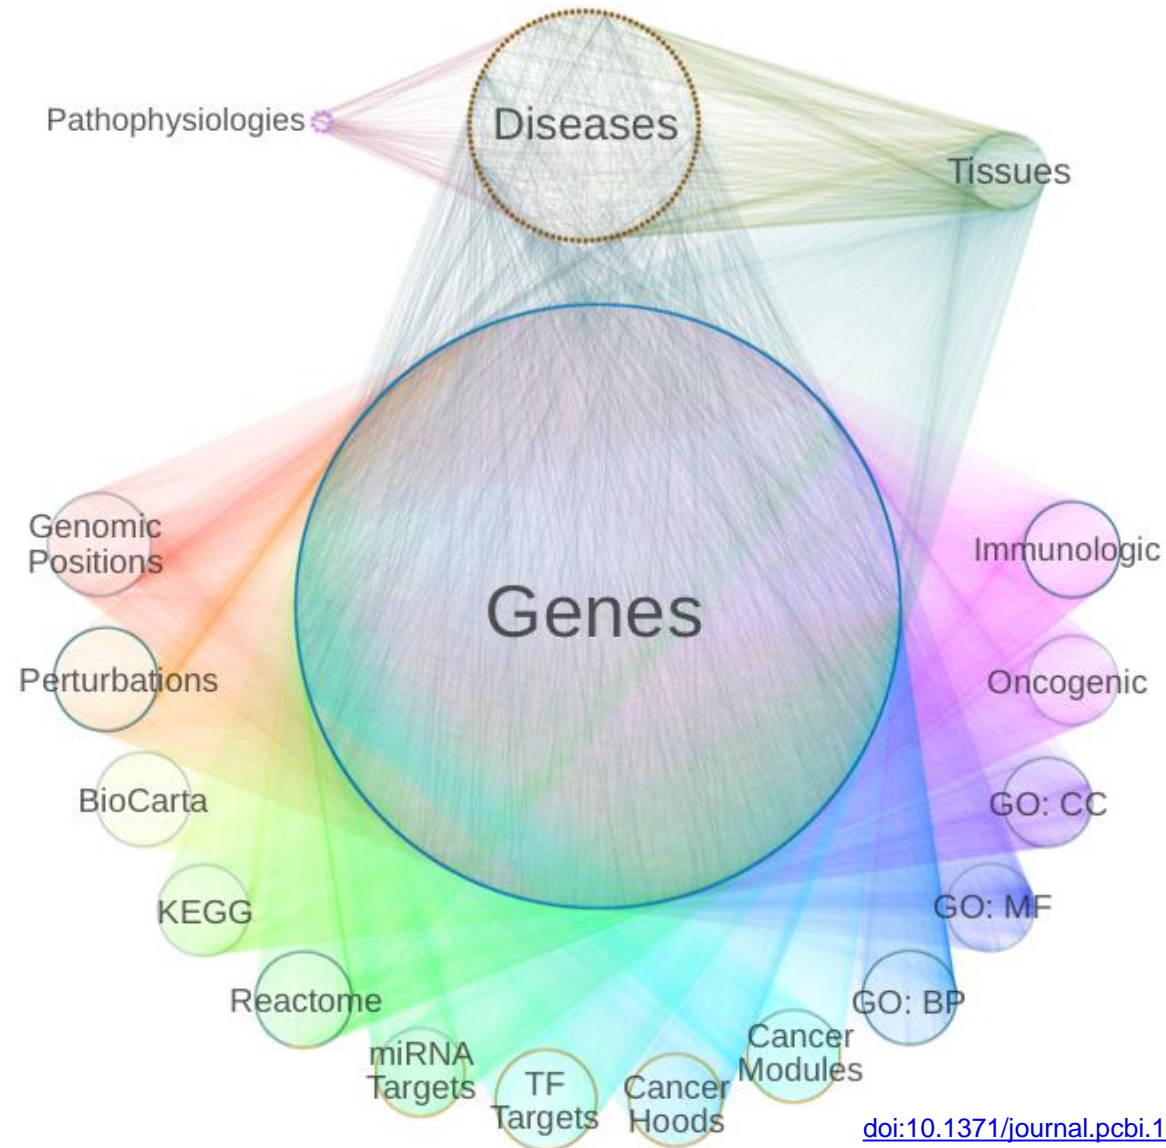 Diseases
Pathophysiologies
Tissues
Genomic
Positions
Immunologic
Genes
Perturbations
Oncogenic
BioCarta
GO: CC
KEGG
GO: MF
Reactome
GO: BP
miRNA
Targets
TF
Targets
Cancer
Hoods
Cancer
Modules
doi:10.1371/journal.pcbi.1